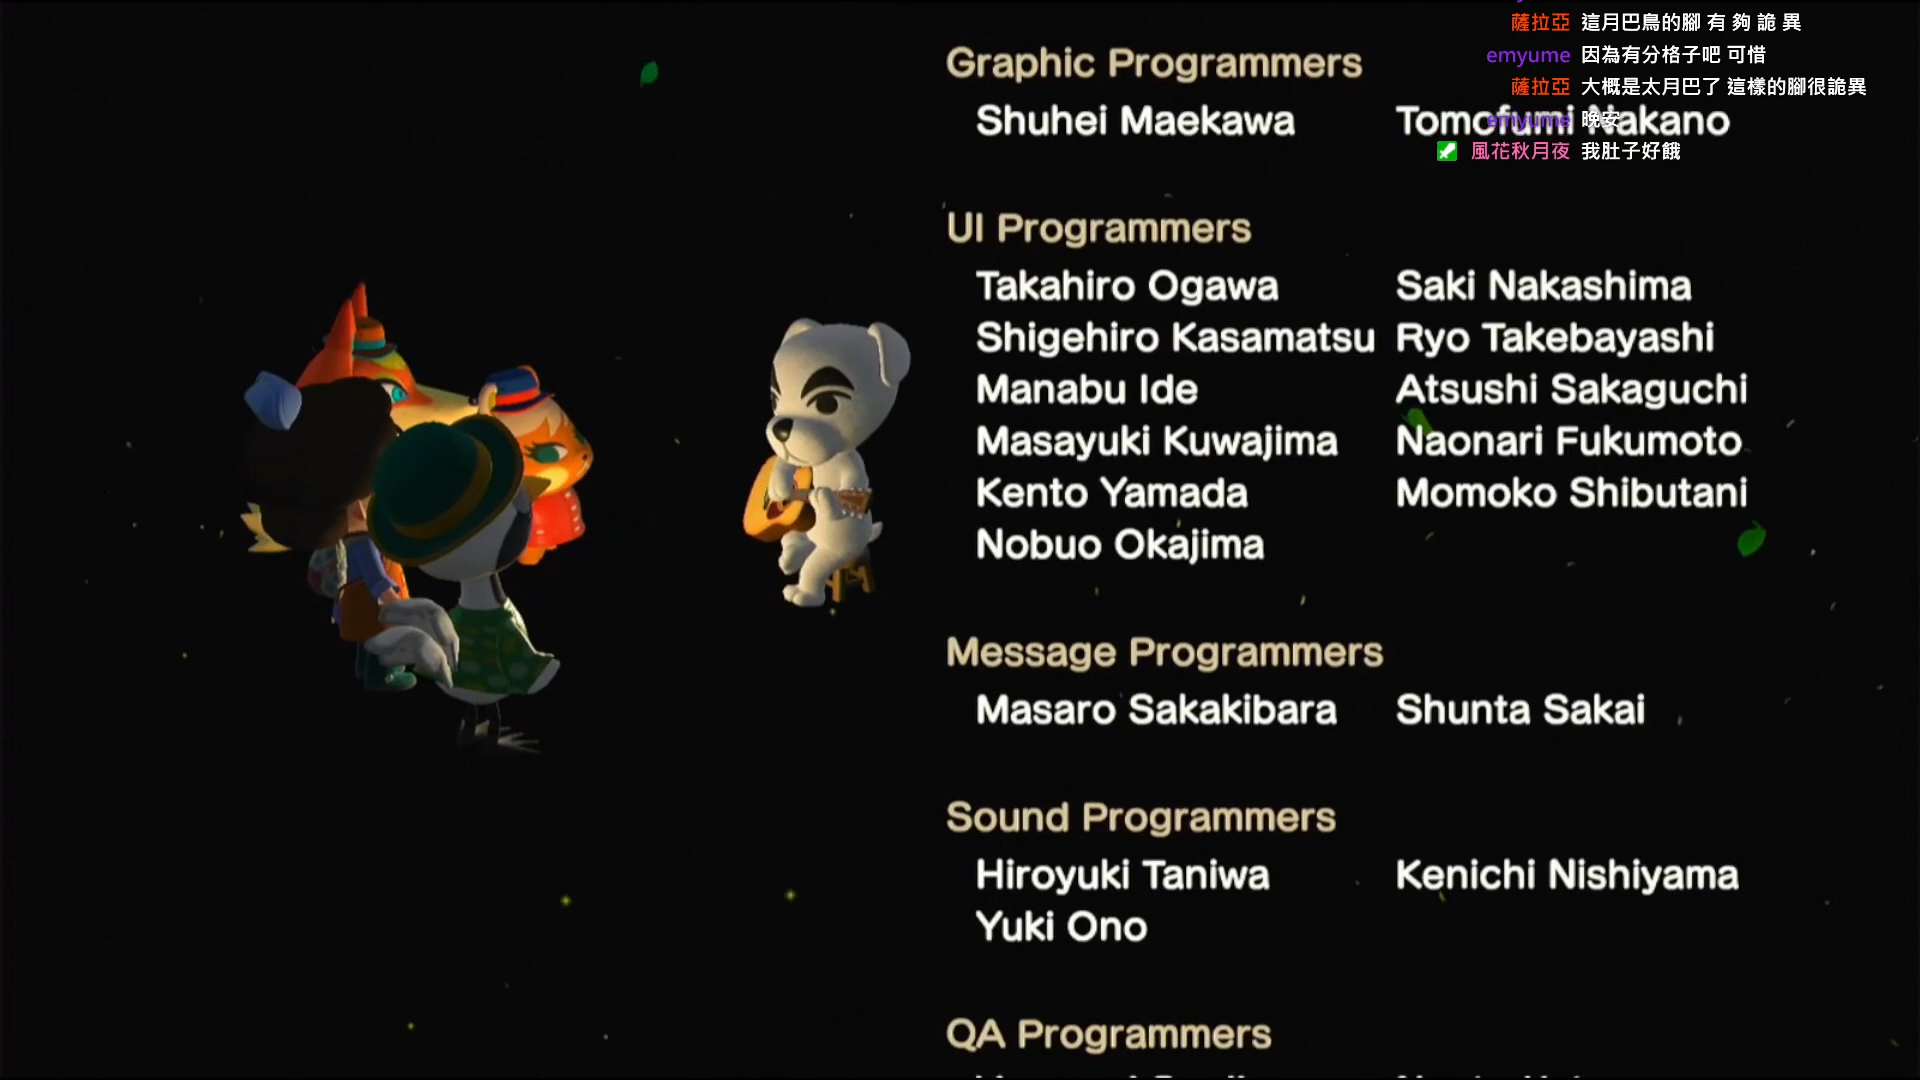 薩拉亞 這月巴鳥的腳 有 夠 詭 異
emyume 因為有分格子吧 可惜
薩拉亞 大概是太月巴了 這樣的腳很詭異
emyume 晚安
風花秋月夜 我肚子好餓
Graphic Programmers
Shuhei Maekawa Tomofumi Nakano
UI Programmers
Takahiro Ogawa Saki Nakashima
Shigehiro Kasamatsu Ryo Takebayashi
Manabu Ide Atsushi Sakaguchi
Masayuki Kuwajima Naonari Fukumoto
Kento Yamada Momoko Shibutani
Nobuo Okajima
Message Programmers
Masaro Sakakibara Shunta Sakai
Sound Programmers
Hiroyuki Taniwa Kenichi Nishiyama
Yuki Ono
QA Programmers